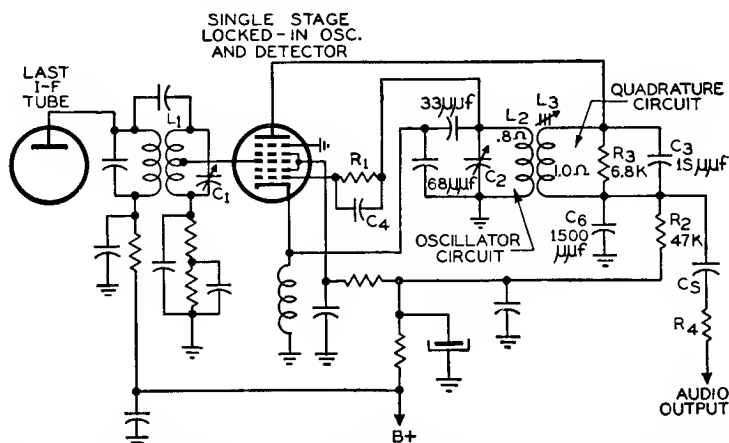 SINGLE STAGE
LOCKED-IN OSC.
AND DETECTOR
LAST
I-F
TUBE
L1
C1
R1
C4
33μμf
68μμf
C2
L2
.8Ω
L3
1.0Ω
QUADRATURE
CIRCUIT
OSCILLATOR
CIRCUIT
R3
6.8K
C3
15μμf
C6
1500
μμf
R2
47K
C5
R4
AUDIO
OUTPUT
B+